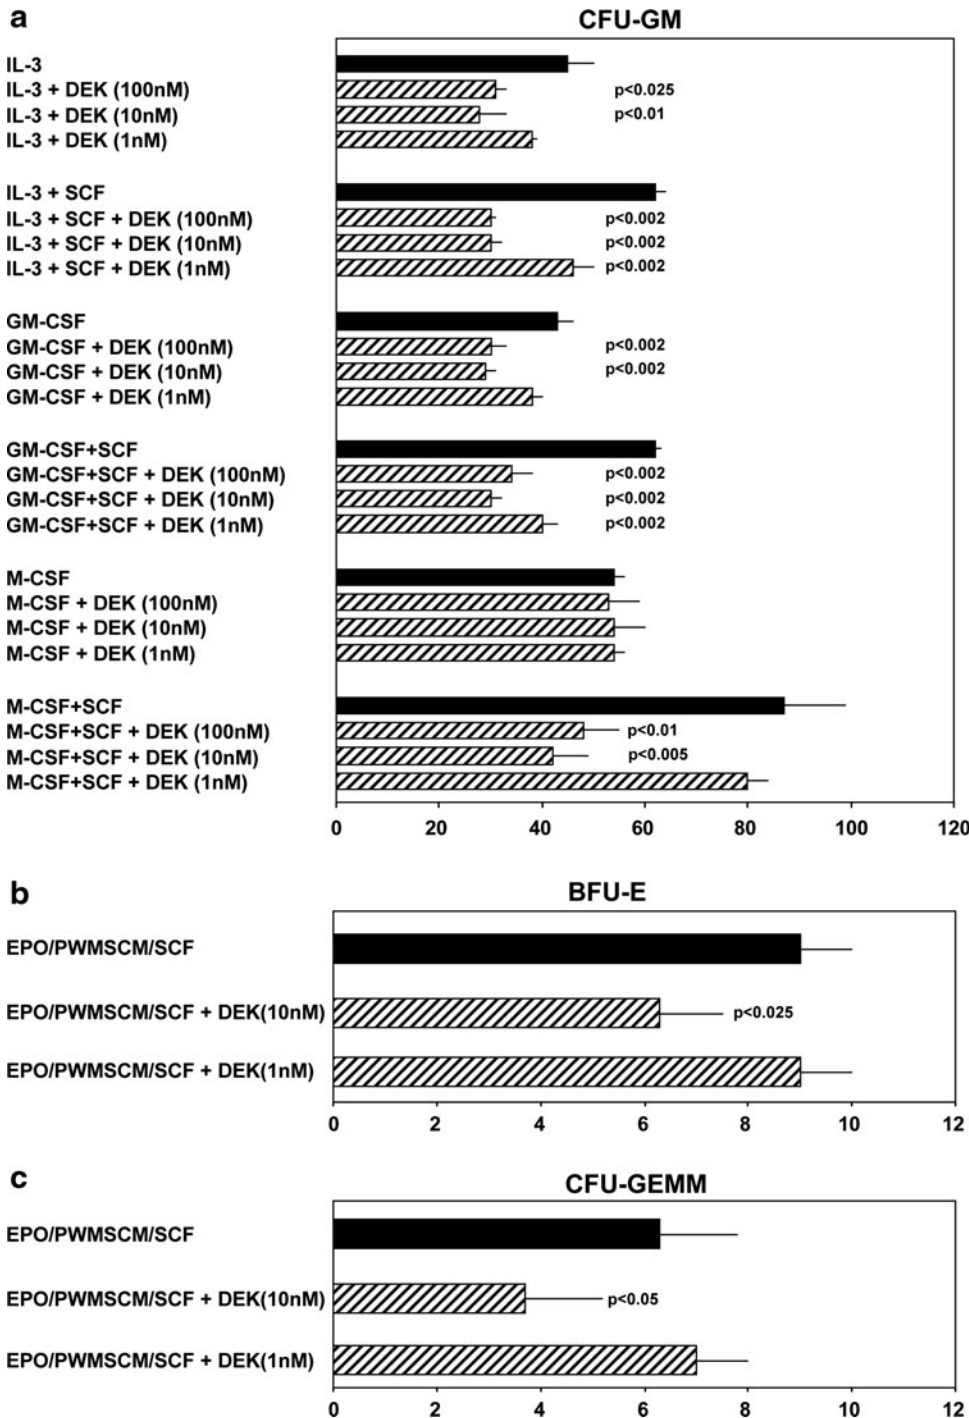 a
CFU-GM
IL-3
IL-3 + DEK (100nM) p<0.025
IL-3 + DEK (10nM) p<0.01
IL-3 + DEK (1nM)
IL-3 + SCF
IL-3 + SCF + DEK (100nM) p<0.002
IL-3 + SCF + DEK (10nM) p<0.002
IL-3 + SCF + DEK (1nM) p<0.002
GM-CSF
GM-CSF + DEK (100nM) p<0.002
GM-CSF + DEK (10nM) p<0.002
GM-CSF + DEK (1nM)
GM-CSF+SCF
GM-CSF+SCF + DEK (100nM) p<0.002
GM-CSF+SCF + DEK (10nM) p<0.002
GM-CSF+SCF + DEK (1nM) p<0.002
M-CSF
M-CSF + DEK (100nM)
M-CSF + DEK (10nM)
M-CSF + DEK (1nM)
M-CSF+SCF
M-CSF+SCF + DEK (100nM) p<0.01
M-CSF+SCF + DEK (10nM) p<0.005
M-CSF+SCF + DEK (1nM)
0 20 40 60 80 100 120
b
BFU-E
EPO/PWMSCM/SCF
EPO/PWMSCM/SCF + DEK(10nM) p<0.025
EPO/PWMSCM/SCF + DEK(1nM)
0 2 4 6 8 10 12
c
CFU-GEMM
EPO/PWMSCM/SCF
EPO/PWMSCM/SCF + DEK(10nM) p<0.05
EPO/PWMSCM/SCF + DEK(1nM)
0 2 4 6 8 10 12